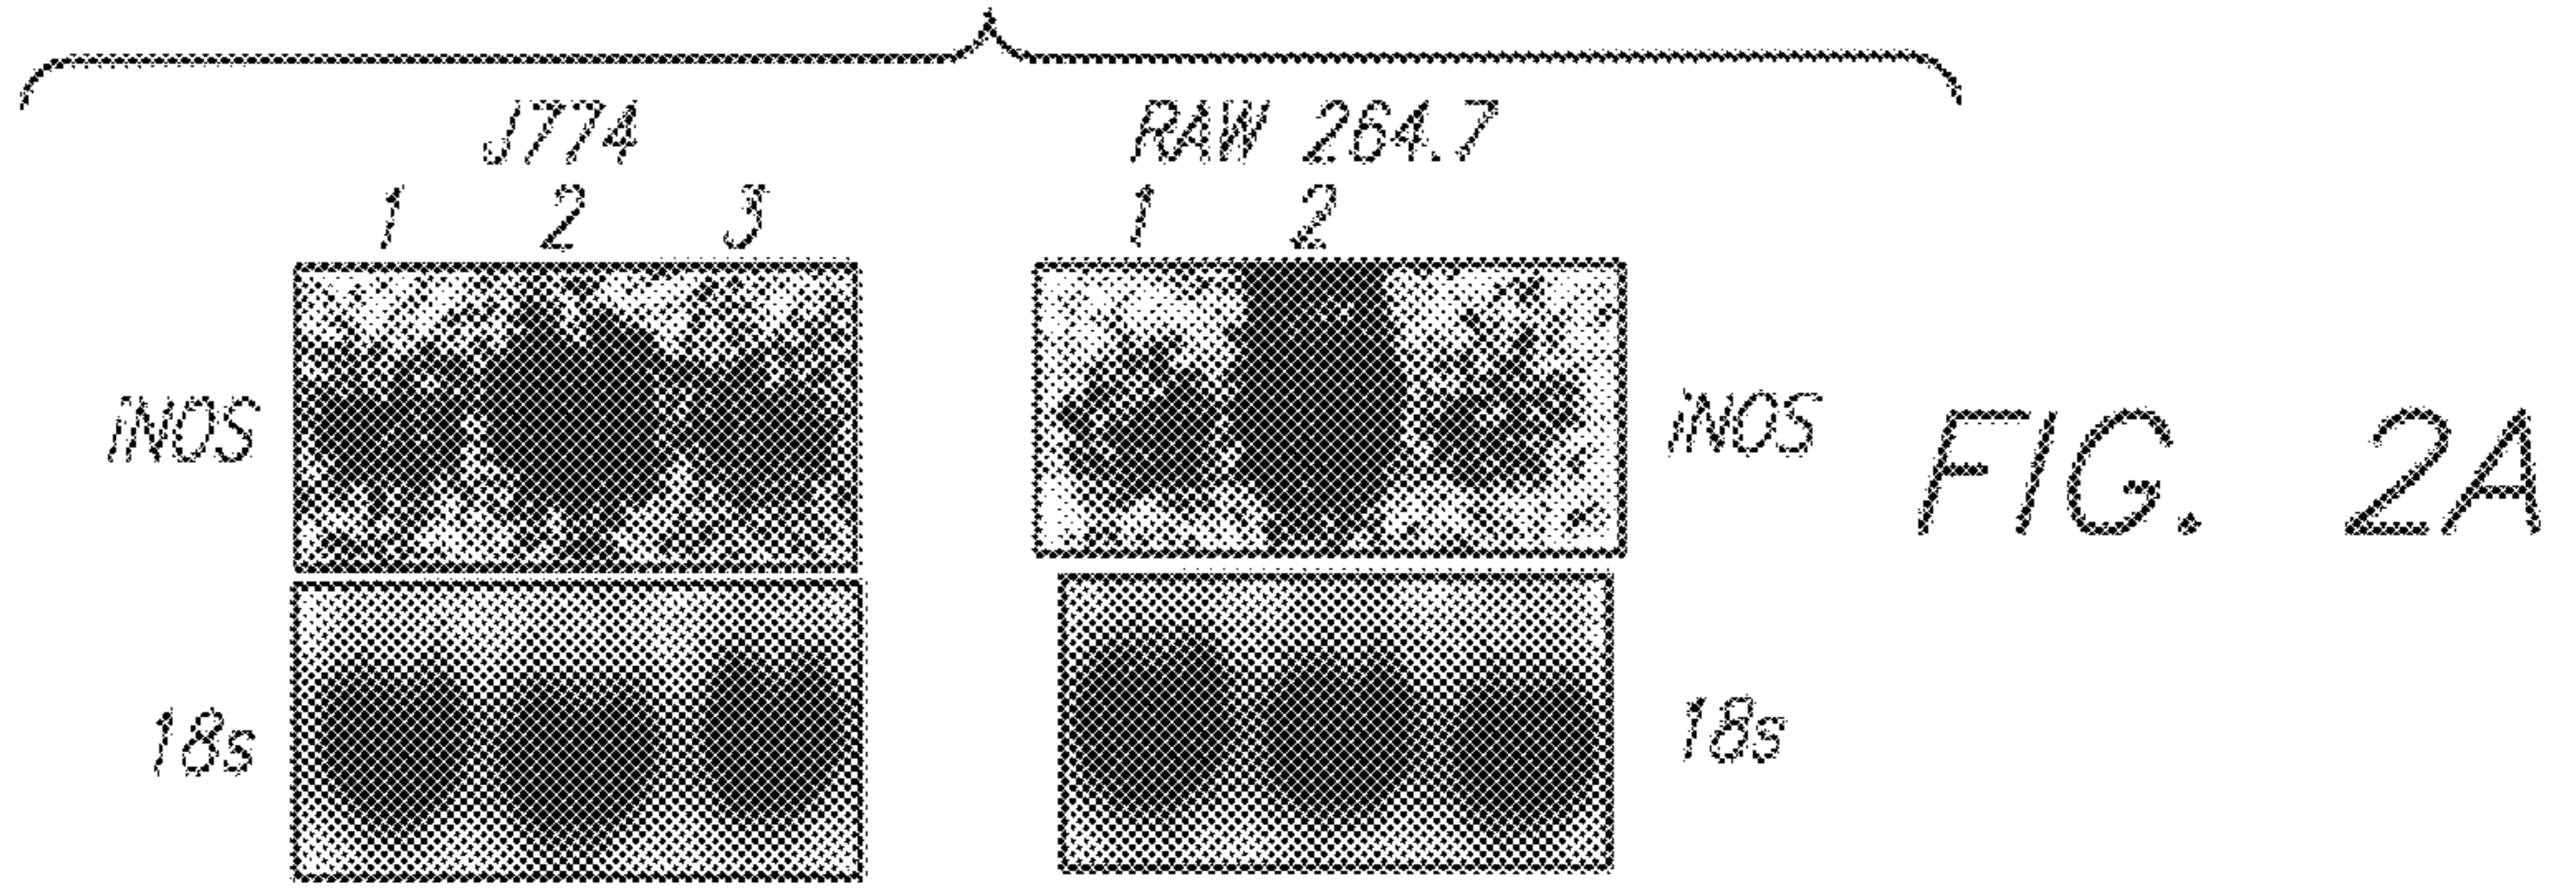 J774 RAW 264.7
1 2 3 1 2
iNOS iNOS
FIG. 2A
18s 18s